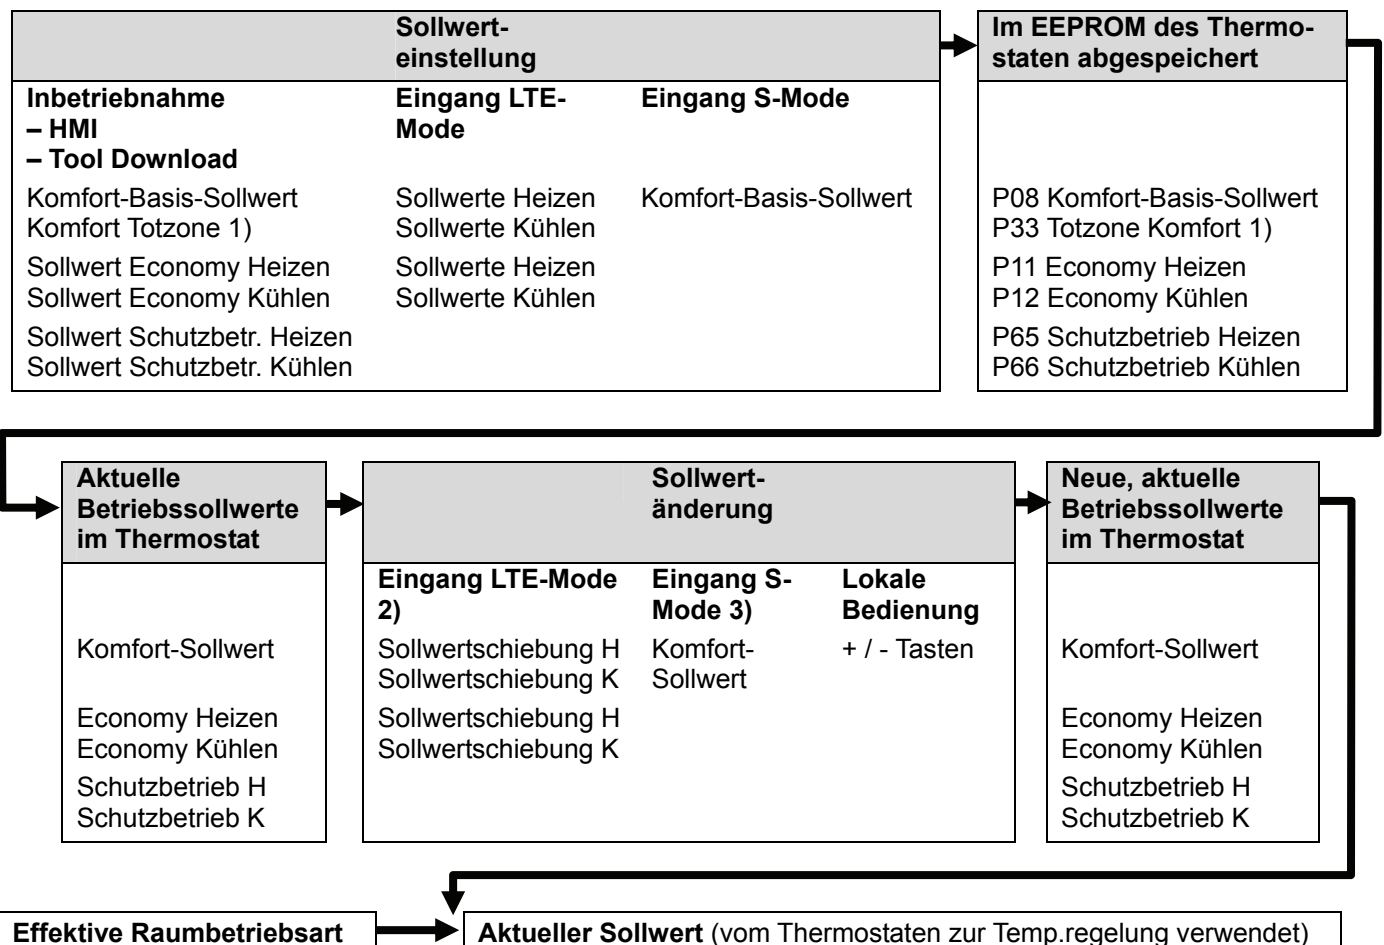 Sollwert-
einstellung
Im EEPROM des Thermo-
staten abgespeichert
Inbetriebnahme
– HMI
– Tool Download
Eingang LTE-
Mode
Eingang S-Mode
Komfort-Basis-Sollwert
Komfort Totzone 1)
Sollwerte Heizen
Sollwerte Kühlen
Komfort-Basis-Sollwert
P08 Komfort-Basis-Sollwert
P33 Totzone Komfort 1)
Sollwert Economy Heizen
Sollwert Economy Kühlen
Sollwerte Heizen
Sollwerte Kühlen
P11 Economy Heizen
P12 Economy Kühlen
Sollwert Schutzbetr. Heizen
Sollwert Schutzbetr. Kühlen
P65 Schutzbetrieb Heizen
P66 Schutzbetrieb Kühlen
Aktuelle
Betriebssollwerte
im Thermostat
Sollwert-
änderung
Neue, aktuelle
Betriebssollwerte
im Thermostat
Eingang LTE-Mode
2)
Eingang S-
Mode 3)
Lokale
Bedienung
Komfort-Sollwert
Sollwertschiebung H
Sollwertschiebung K
Komfort-
Sollwert
+ / - Tasten
Komfort-Sollwert
Economy Heizen
Economy Kühlen
Sollwertschiebung H
Sollwertschiebung K
Economy Heizen
Economy Kühlen
Schutzbetrieb H
Schutzbetrieb K
Schutzbetrieb H
Schutzbetrieb K
Effektive Raumbetriebsart
Aktueller Sollwert (vom Thermostaten zur Temp.regelung verwendet)